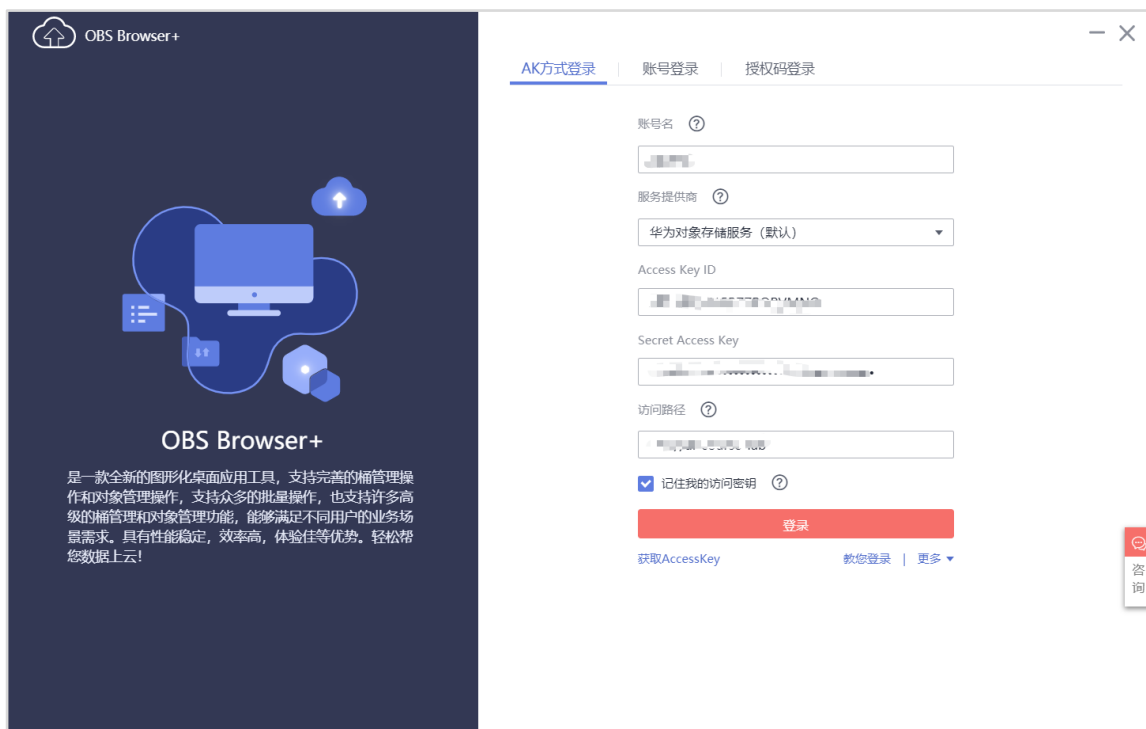 OBS Browser+
AK方式登录
账号登录
授权码登录
账号名
服务提供商
华为对象存储服务（默认）
Access Key ID
Secret Access Key
访问路径
记住我的访问密钥
登录
获取AccessKey
教您登录 | 更多
OBS Browser+
是一款全新的图形化桌面应用工具，支持完善的桶管理操
作和对象管理操作，支持众多的批量操作，也支持许多高
级的桶管理和对象管理功能，能够满足不同用户的业务场
景需求。具有性能稳定，效率高，体验佳等优势。轻松帮
您数据上云！
咨
询